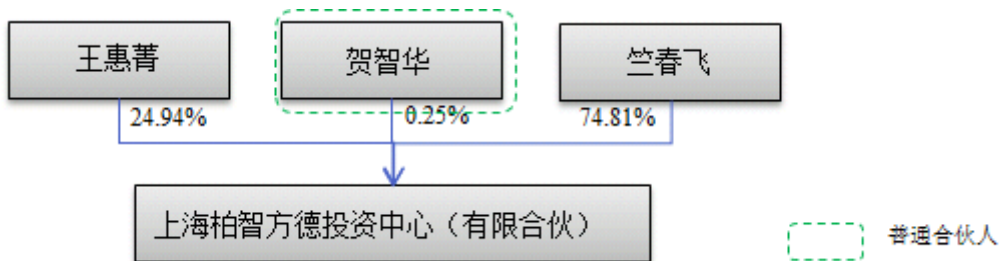 王惠菁 贺智华 竺春飞
24.94% 0.25% 74.81%
上海柏智方德投资中心（有限合伙）
普通合伙人